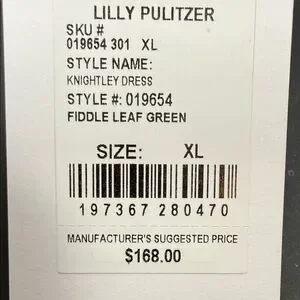 LILLY PULITZER
SKU #
019654 301 XL
STYLE NAME:
KNIGHTLEY DRESS
STYLE #: 019654
FIDDLE LEAF GREEN
SIZE: XL
197367 280470
MANUFACTURER'S SUGGESTED PRICE
$168.00